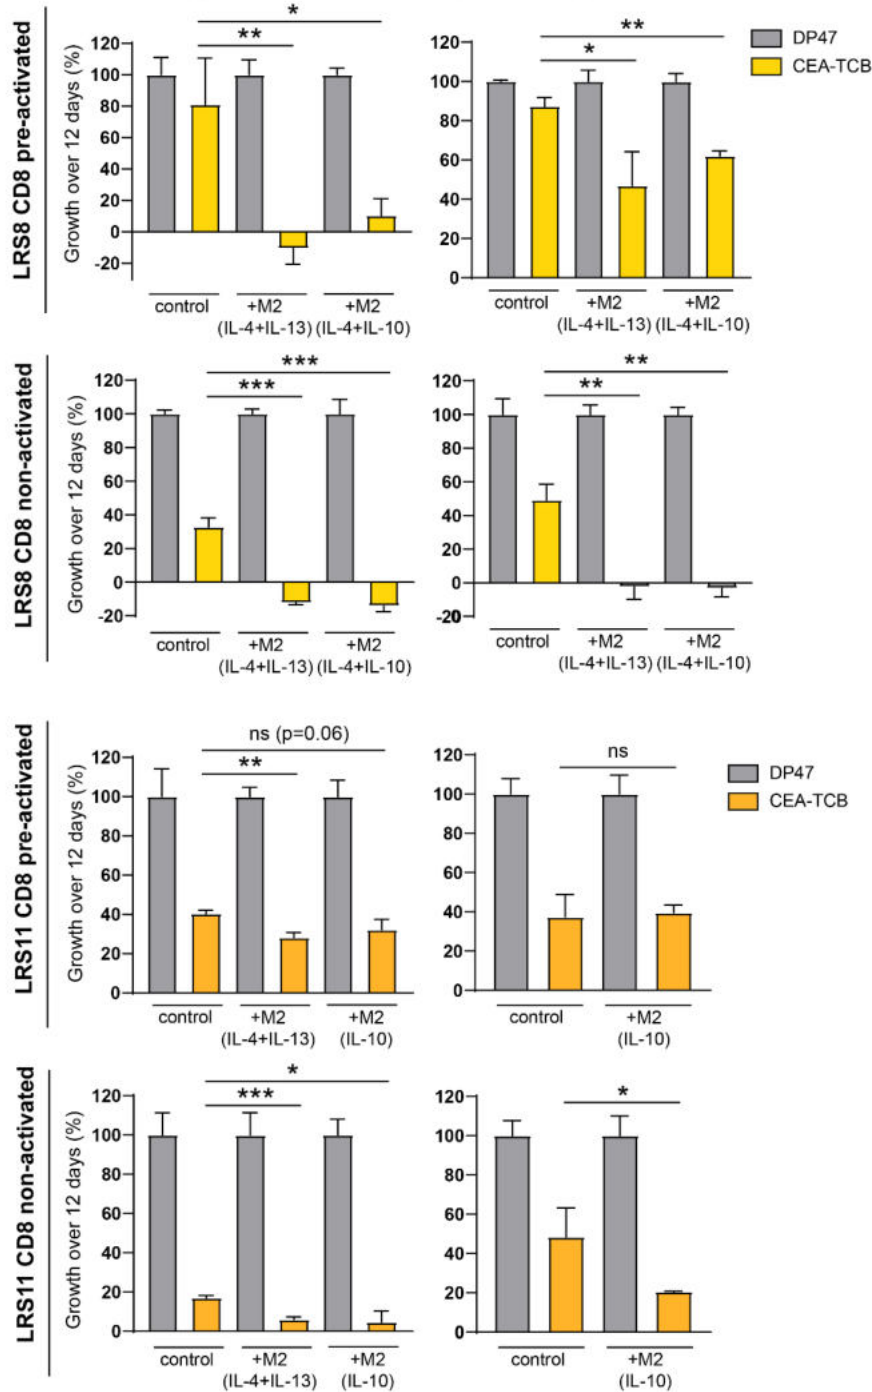 LRS8 CD8 pre-activated
Growth over 12 days (%)
120
100
80
60
40
20
0
-20
*
**
control
+M2
(IL-4+IL-13)
+M2
(IL-4+IL-10)
120
100
80
60
40
20
0
**
*
control
+M2
(IL-4+IL-13)
+M2
(IL-4+IL-10)
DP47
CEA-TCB
LRS8 CD8 non-activated
Growth over 12 days (%)
120
100
80
60
40
20
0
-20
***
***
control
+M2
(IL-4+IL-13)
+M2
(IL-4+IL-10)
120
100
80
60
40
20
0
-20
**
**
control
+M2
(IL-4+IL-13)
+M2
(IL-4+IL-10)
LRS11 CD8 pre-activated
Growth over 12 days (%)
120
100
80
60
40
20
0
ns (p=0.06)
**
control
+M2
(IL-4+IL-13)
+M2
(IL-10)
120
100
80
60
40
20
0
ns
control
+M2
(IL-10)
DP47
CEA-TCB
LRS11 CD8 non-activated
Growth over 12 days (%)
120
100
80
60
40
20
0
*
***
control
+M2
(IL-4+IL-13)
+M2
(IL-10)
120
100
80
60
40
20
0
*
control
+M2
(IL-10)